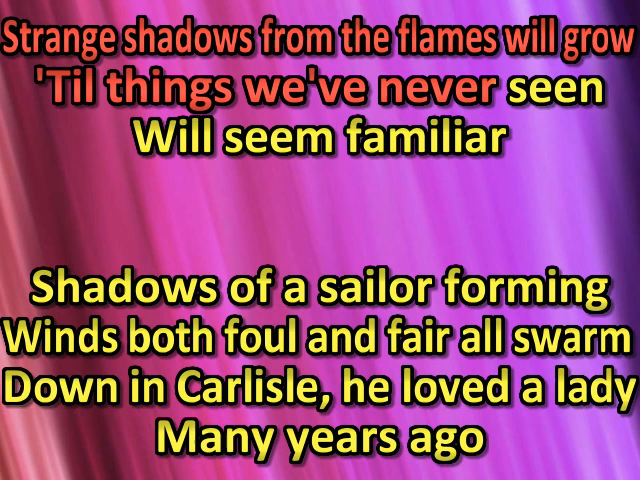 Strange shadows from the flames will grow
'Til things we've never seen
Will seem familiar
Shadows of a sailor forming
Winds both foul and fair all swarm
Down in Carlisle, he loved a lady
Many years ago